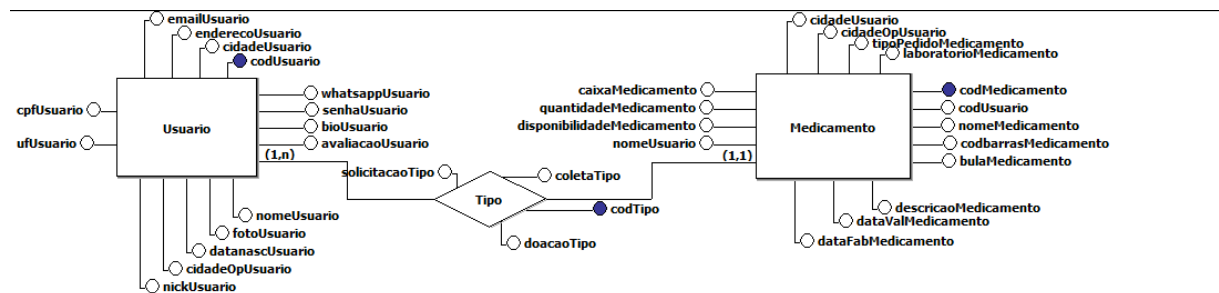 emailUsuario
enderecoUsuario
cidadeUsuario
codUsuario
cpfUsuario
ufUsuario
Usuario
whatsappUsuario
senhaUsuario
bioUsuario
avaliacaoUsuario
(1,n)
nomeUsuario
fotoUsuario
datanascUsuario
cidadeOpUsuario
nickUsuario
solicitacaoTipo
coletaTipo
Tipo
codTipo
doacaoTipo
cidadeUsuario
cidadeOpUsuario
tipoPedidoMedicamento
laboratorioMedicamento
caixaMedicamento
quantidadeMedicamento
disponibilidadeMedicamento
nomeUsuario
(1,1)
Medicamento
codMedicamento
codUsuario
nomeMedicamento
codbarrasMedicamento
bulaMedicamento
descricaoMedicamento
dataValMedicamento
dataFabMedicamento